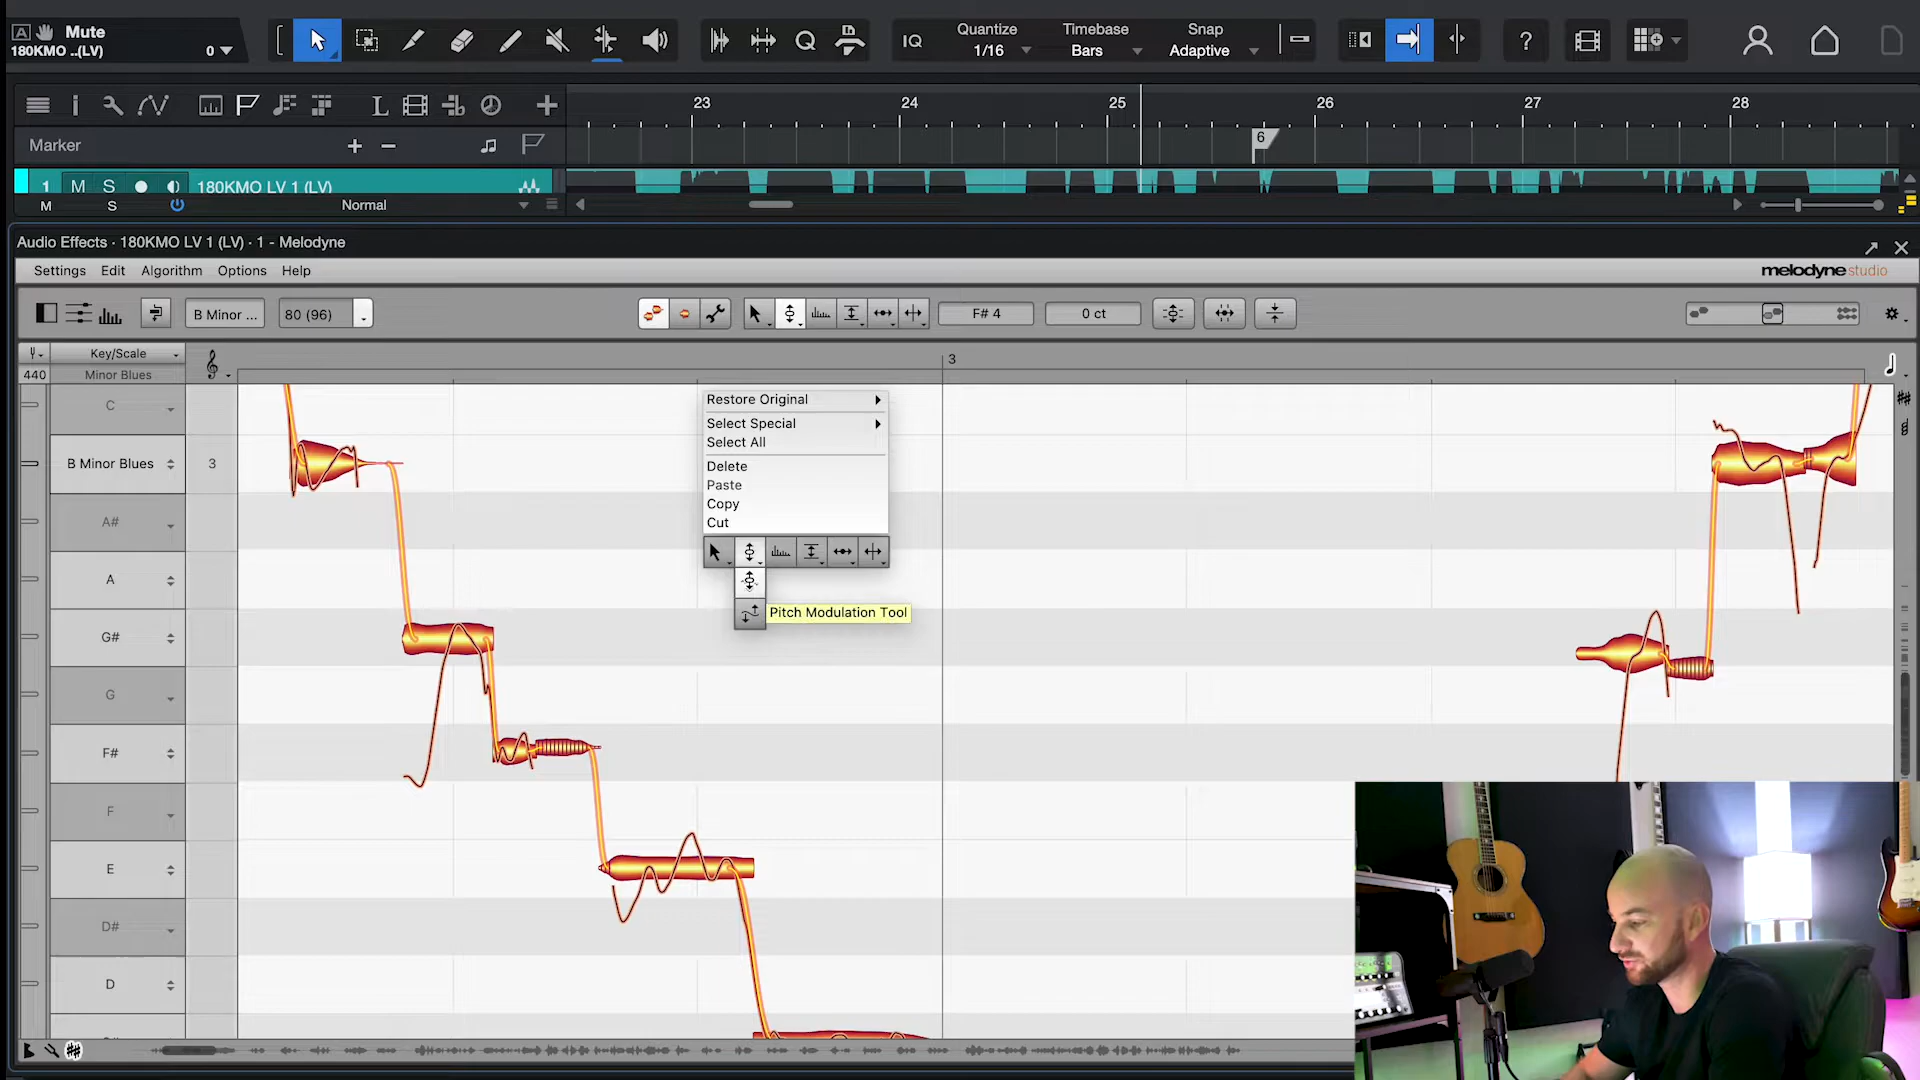 A Mute
180KMO ..(LV) 0
IQ
Quantize
1/16
Timebase
Bars
Snap
Adaptive
?
23 24 25 26 27 28
Marker
6
1 M S 180KMO LV 1 (LV)
M S Normal
Audio Effects · 180KMO LV 1 (LV) · 1 - Melodyne
Settings Edit Algorithm Options Help
melodyne studio
B Minor ... 80 (96) F# 4 0 ct
Key/Scale
440 Minor Blues
3
C
B Minor Blues 3
A#
A
G#
G
F#
F
E
D#
D
Restore Original
Select Special
Select All
Delete
Paste
Copy
Cut
Pitch Modulation Tool